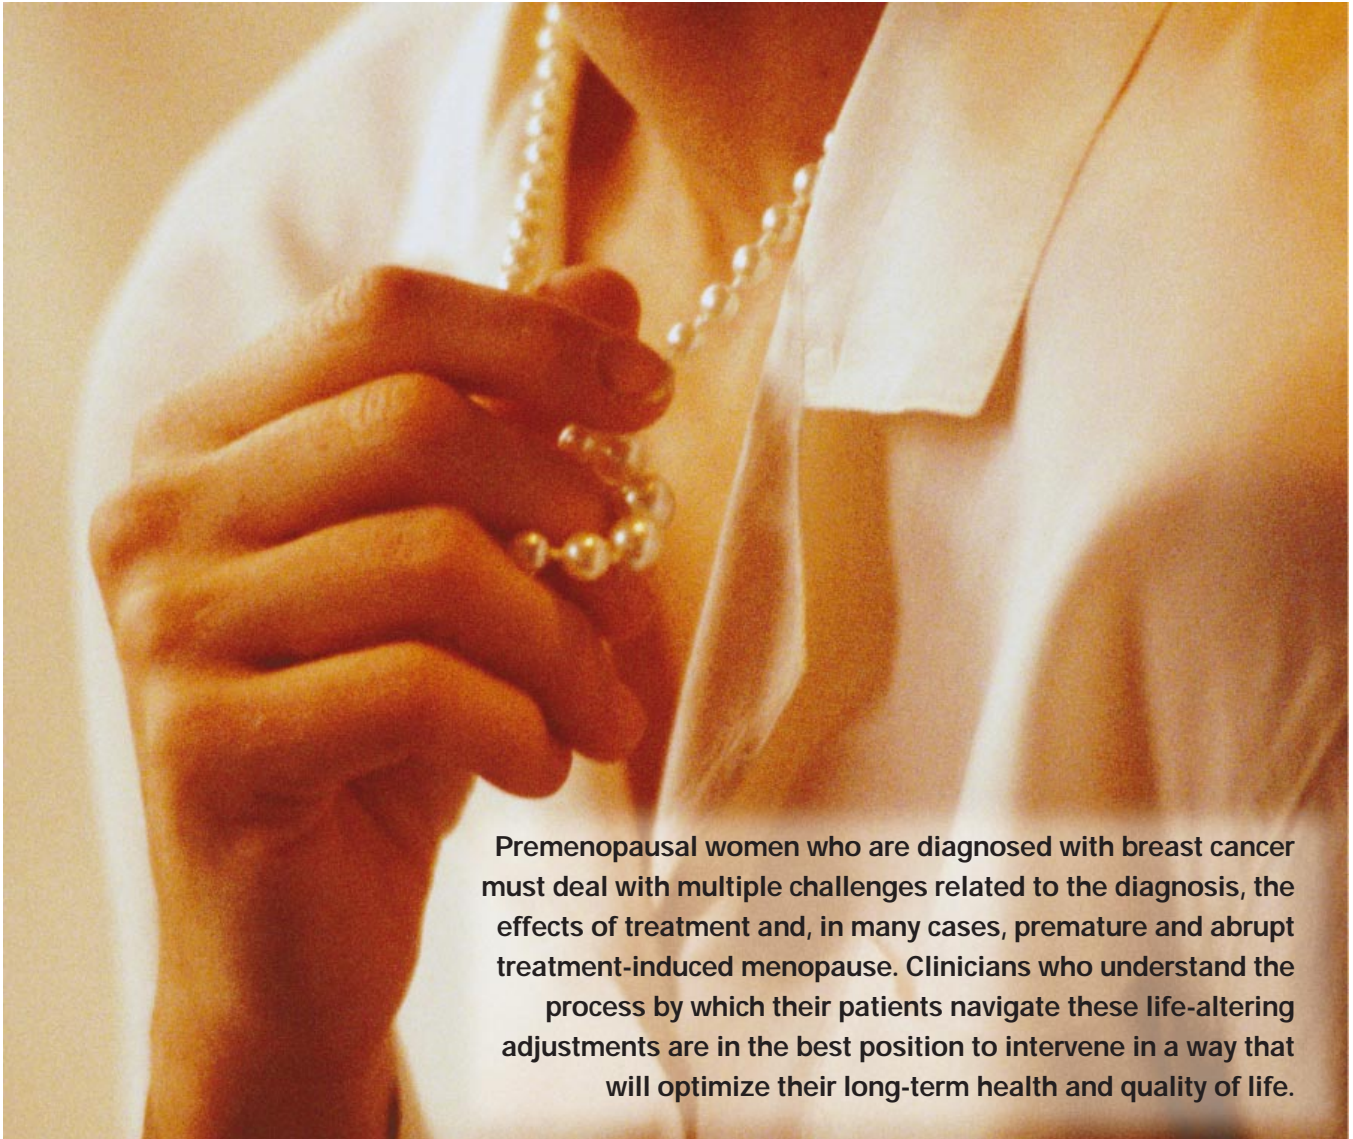 Premenopausal women who are diagnosed with breast cancer
must deal with multiple challenges related to the diagnosis, the
effects of treatment and, in many cases, premature and abrupt
treatment-induced menopause. Clinicians who understand the
process by which their patients navigate these life-altering
adjustments are in the best position to intervene in a way that
will optimize their long-term health and quality of life.